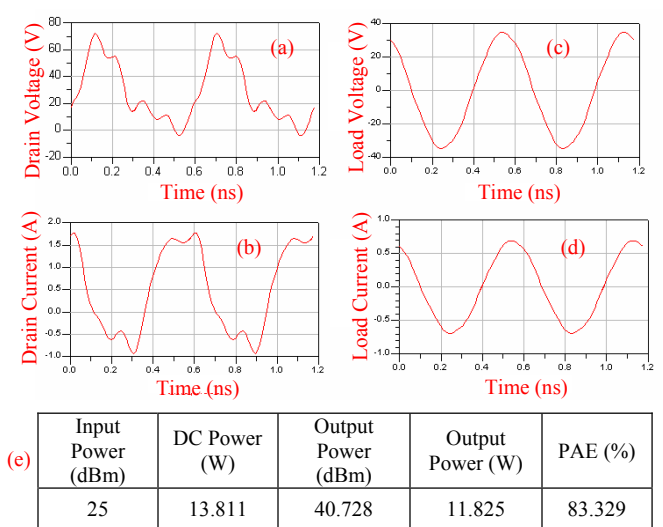 Drain Voltage (V)
80
60
40
20
0
-20
(a)
0.0 0.2 0.4 0.6 0.8 1.0 1.2
Time (ns)
Load Voltage (V)
40
20
0
-20
-40
(c)
0.0 0.2 0.4 0.6 0.8 1.0 1.2
Time (ns)
Drain Current (A)
2.0
1.5
1.0
0.5
0.0
-0.5
-1.0
(b)
0.0 0.2 0.4 0.6 0.8 1.0 1.2
Time (ns)
Load Current (A)
1.0
0.5
-0.0
-0.5
-1.0
(d)
0.0 0.2 0.4 0.6 0.8 1.0 1.2
Time (ns)
(e)
Input
Power
(dBm)
DC Power
(W)
Output
Power
(dBm)
Output
Power (W)
PAE (%)
25 13.811 40.728 11.825 83.329